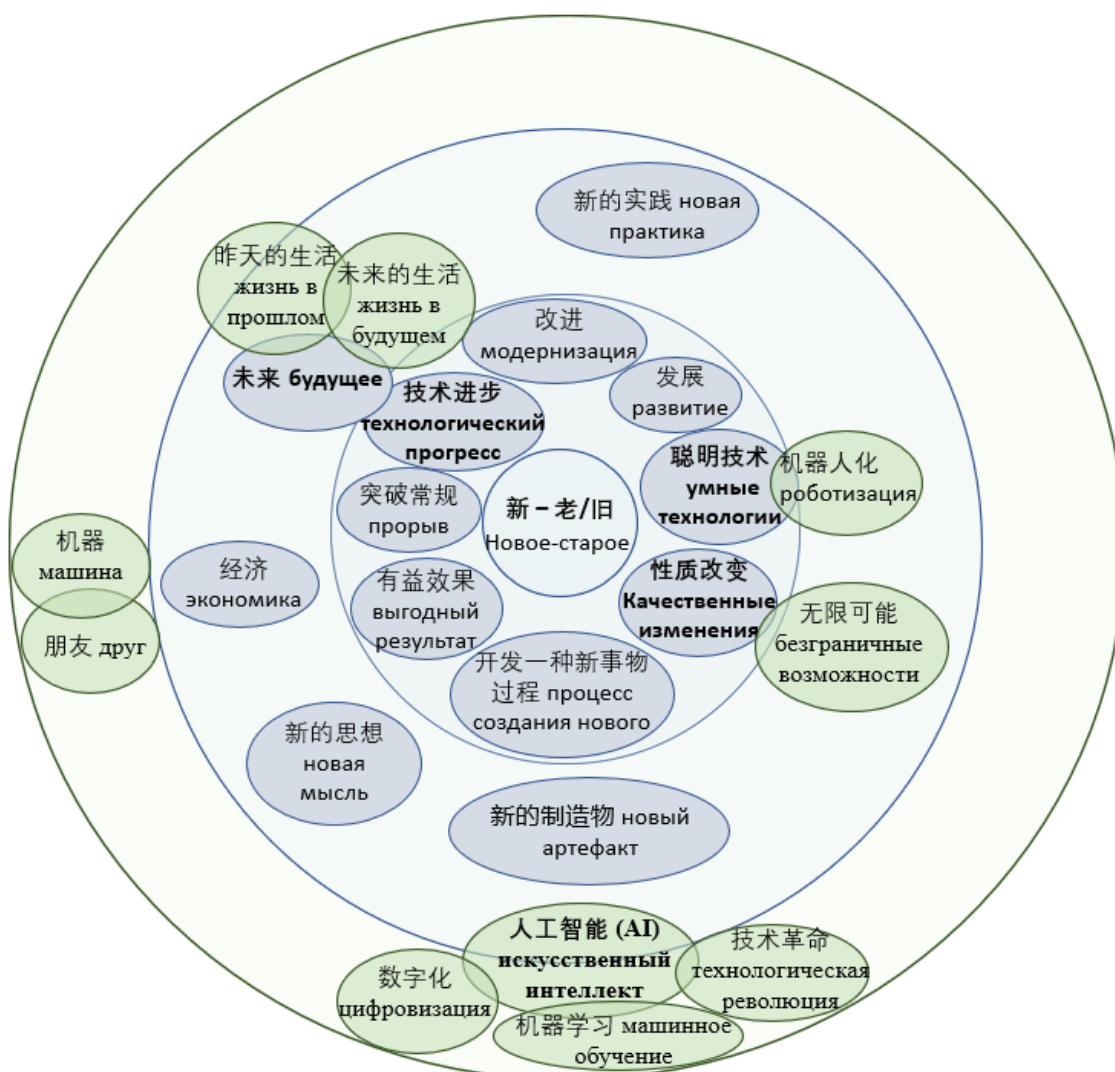 新的实践 новая
практика
昨天的生活
жизнь в
прошлом
未来的生活
жизнь в
будущем
改进
модернизация
未来 будущее
技术进步
технологический
прогресс
发展
развитие
聪明技术
умные
технологии
机器人化
роботизация
突破常规
прорыв
新 – 老/旧
Новое-старое
机器
машина
朋友 друг
经济
экономика
有益效果
выгодный
результат
性质改变
Качественные
изменения
无限可能
безграничные
возможности
开发一种新事物
过程 процесс
создания нового
新的思想
новая
мысль
新的制造物 новый
артефакт
人工智能 (AI)
искусственный
интеллект
技术革命
технологическая
революция
数字化
цифровизация
机器学习 машинное
обучение